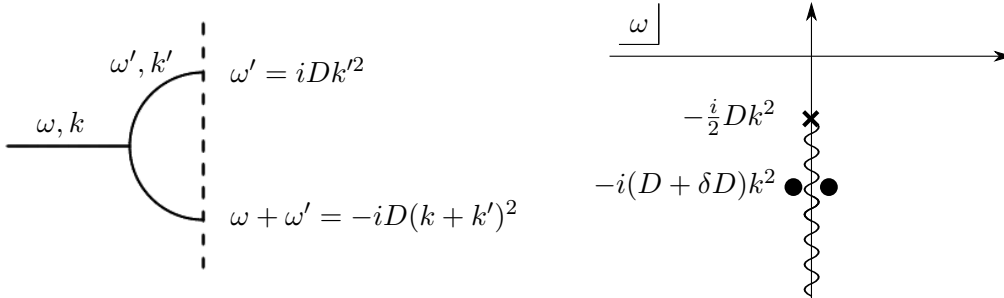 ω′, k′
ω′ = iDk′²
ω, k
ω + ω′ = −iD(k + k′)²
ω
−i/2 Dk²
−i(D + δD)k²